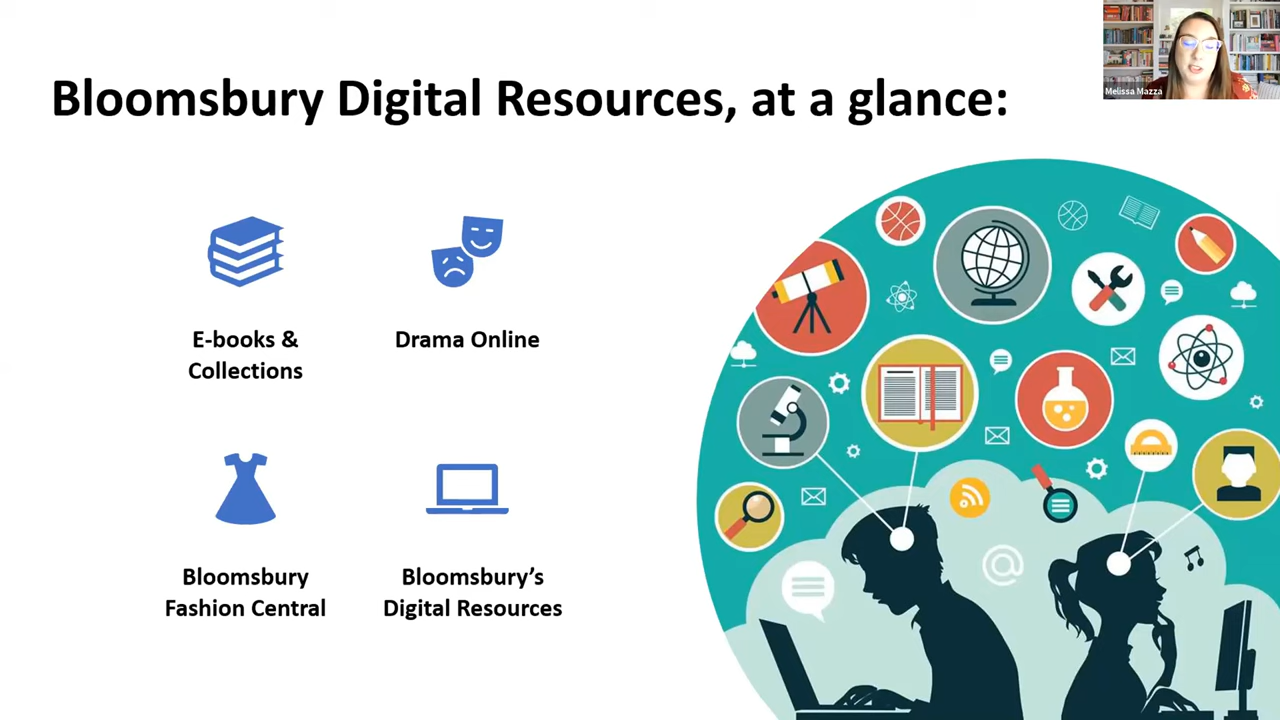 Bloomsbury Digital Resources, at a glance:
Melissa Mazza
E-books &
Collections
Drama Online
Bloomsbury
Fashion Central
Bloomsbury's
Digital Resources
@